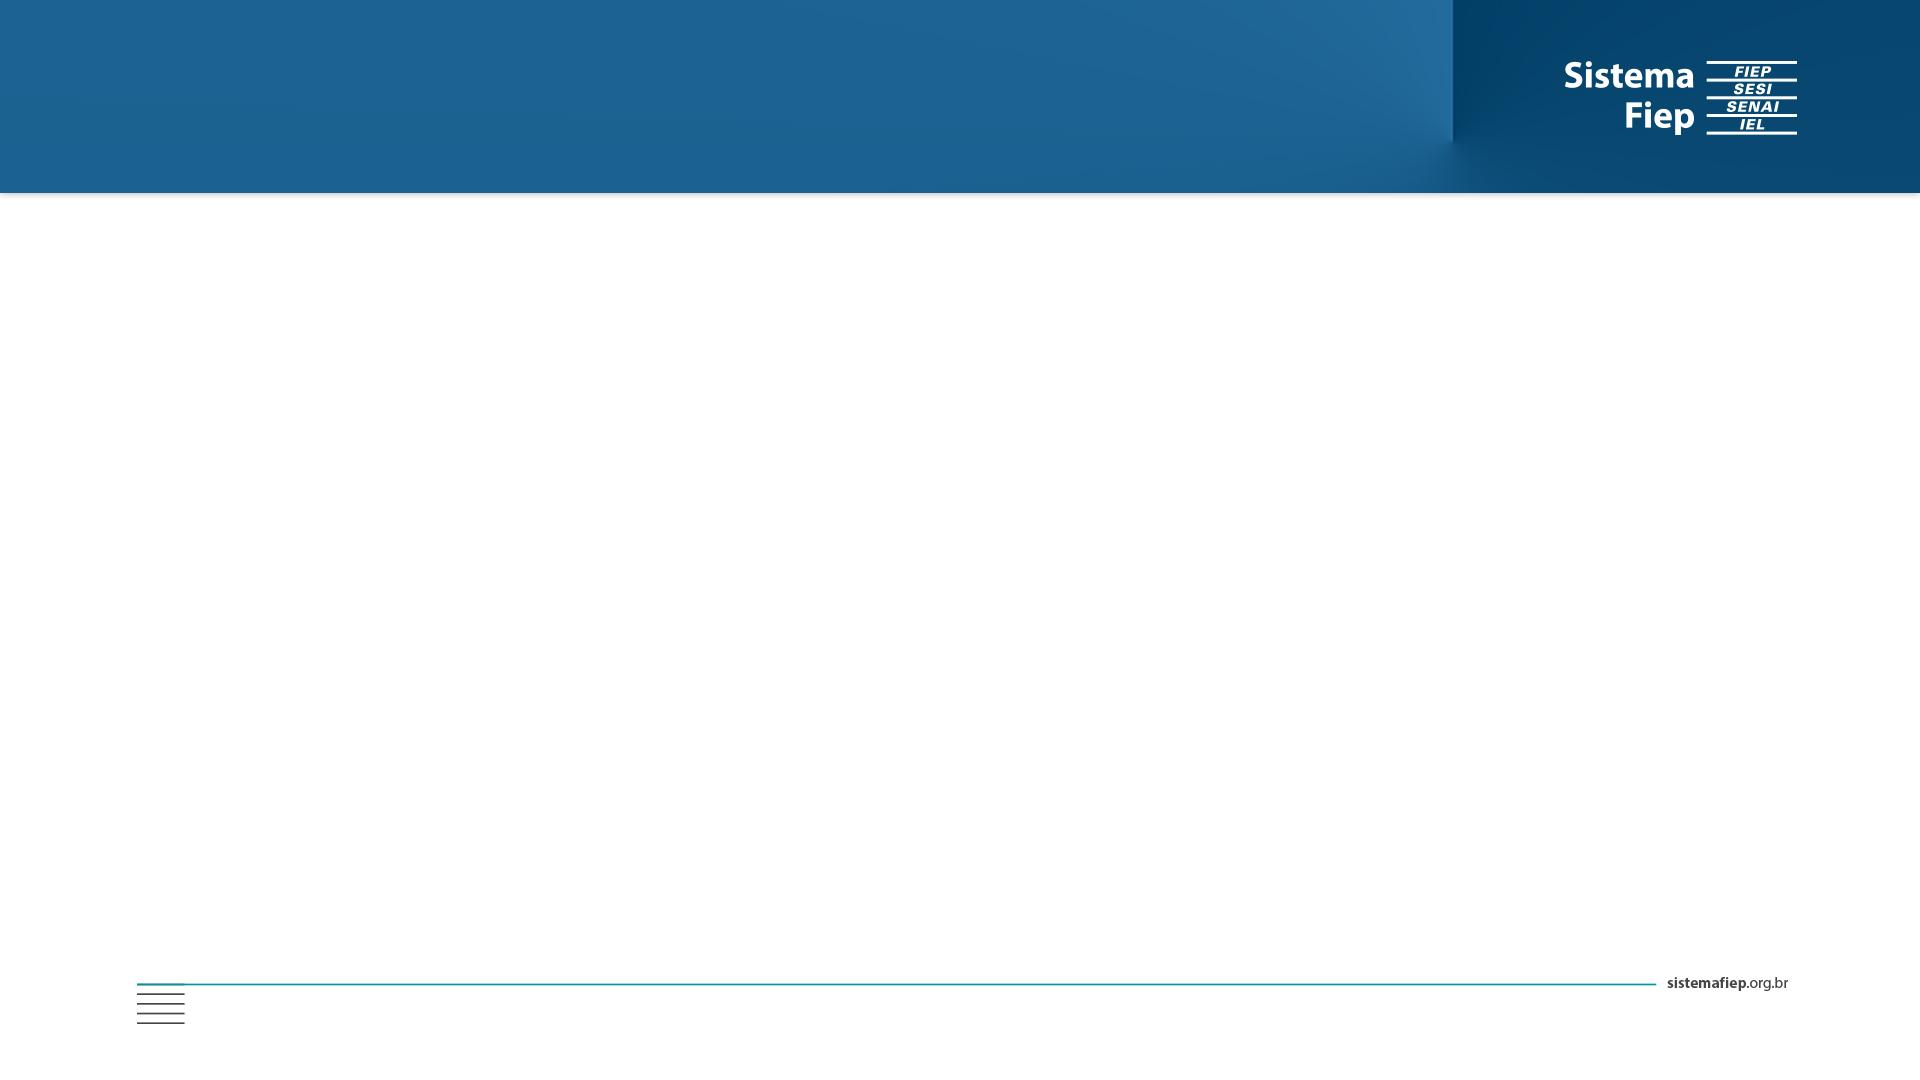 Sistema
Fiep
FIEP
SESI
SENAI
IEL
sistemafiep.org.br